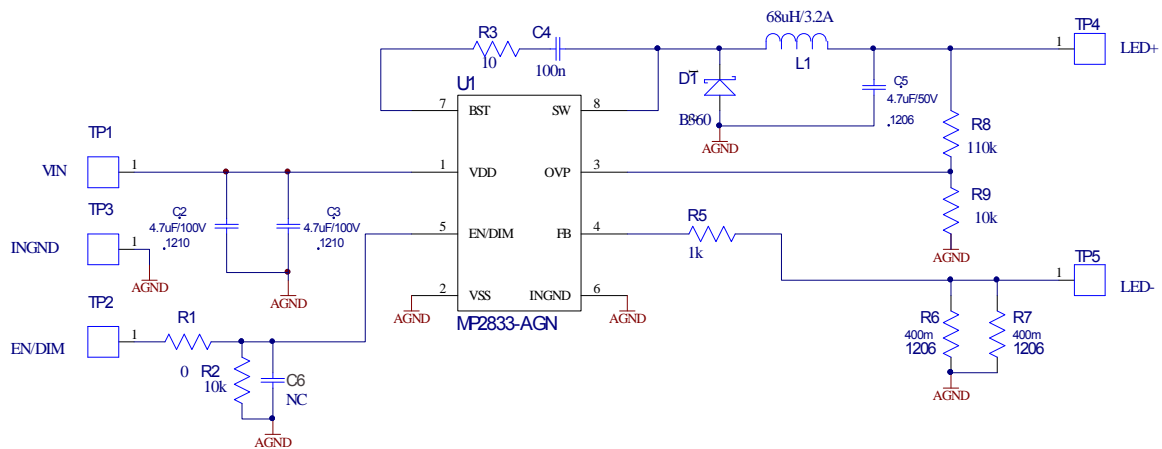 68uH/3.2A
L1
R3
10
C4
100n
TP4
1
LED+
U1
D1
B360
AGND
C5
4.7uF/50V
.1206
7
BST
SW
8
R8
110k
TP1
VIN
1
1
VDD
OVP
3
TP3
INGND
1
AGND
C2
4.7uF/100V
.1210
C3
4.7uF/100V
.1210
AGND
5
EN/DIM
FB
4
R5
1k
R9
10k
AGND
TP5
1
LED-
2
VSS
INGND
6
AGND
AGND
MP2833-AGN
TP2
EN/DIM
1
R1
0
R2
10k
C6
NC
AGND
R6
400m
1206
R7
400m
1206
AGND